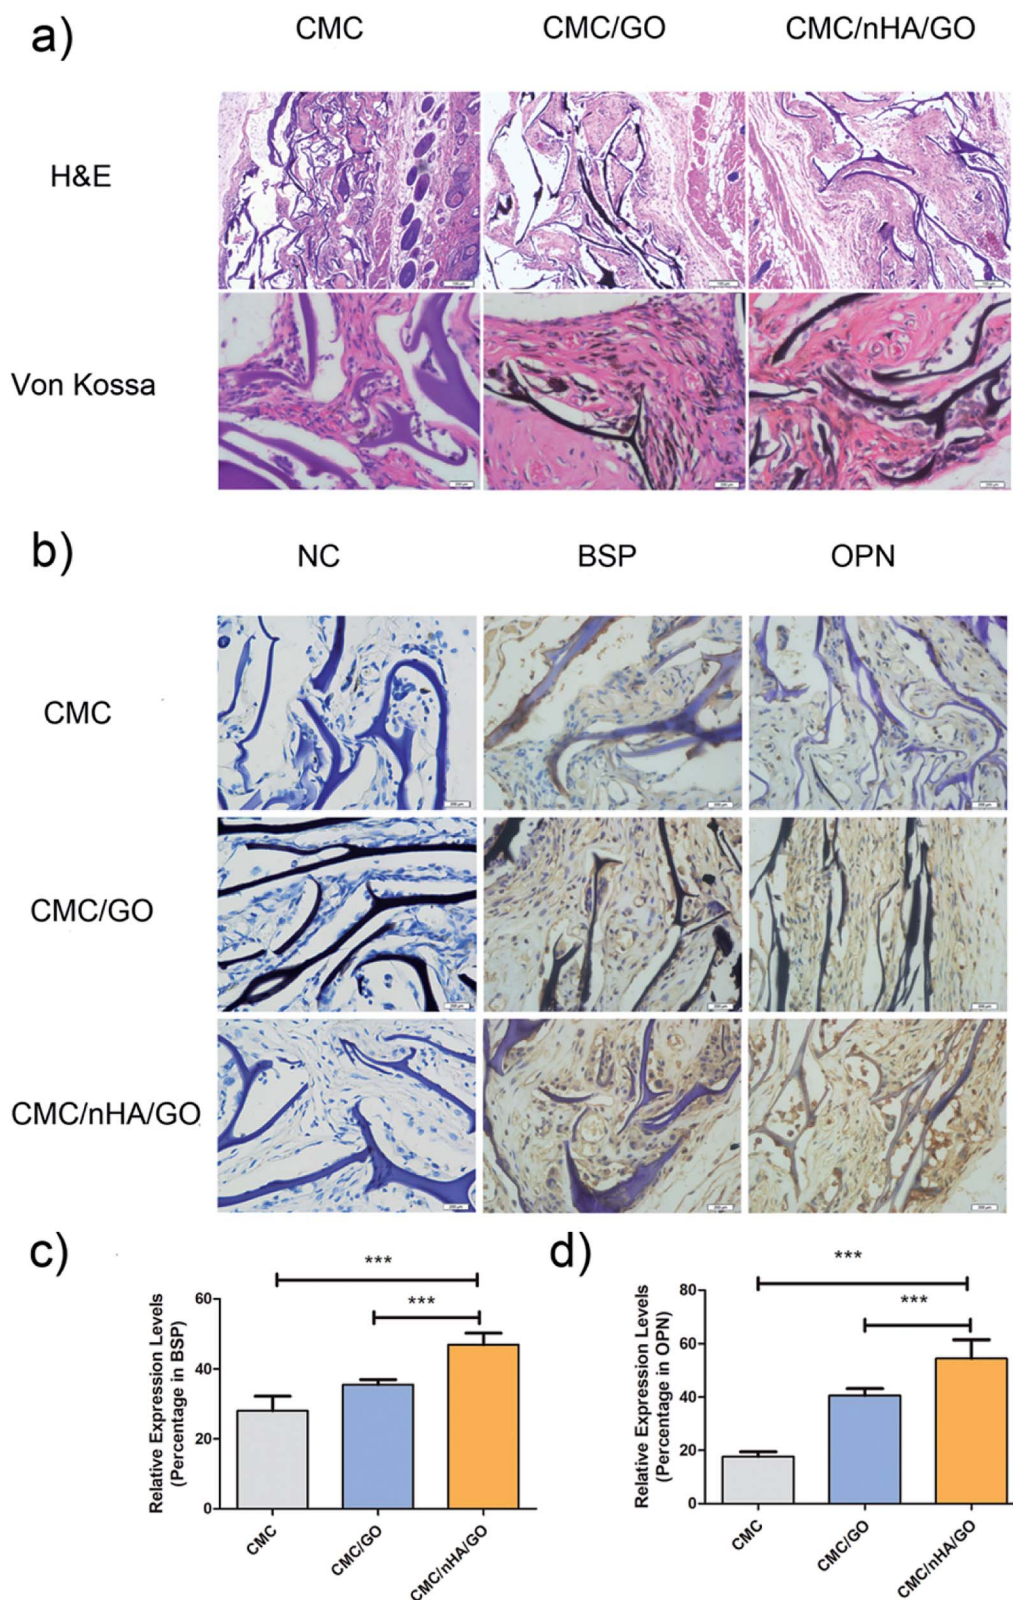 a)
CMC CMC/GO CMC/nHA/GO
H&E
Von Kossa
b)
NC BSP OPN
CMC
CMC/GO
CMC/nHA/GO
c)
***
***
Relative Expression Levels
(Percentage in BSP)
60
40
20
0
CMC
CMC/GO
CMC/nHA/GO
d)
***
***
Relative Expression Levels
(Percentage in OPN)
80
60
40
20
0
CMC
CMC/GO
CMC/nHA/GO